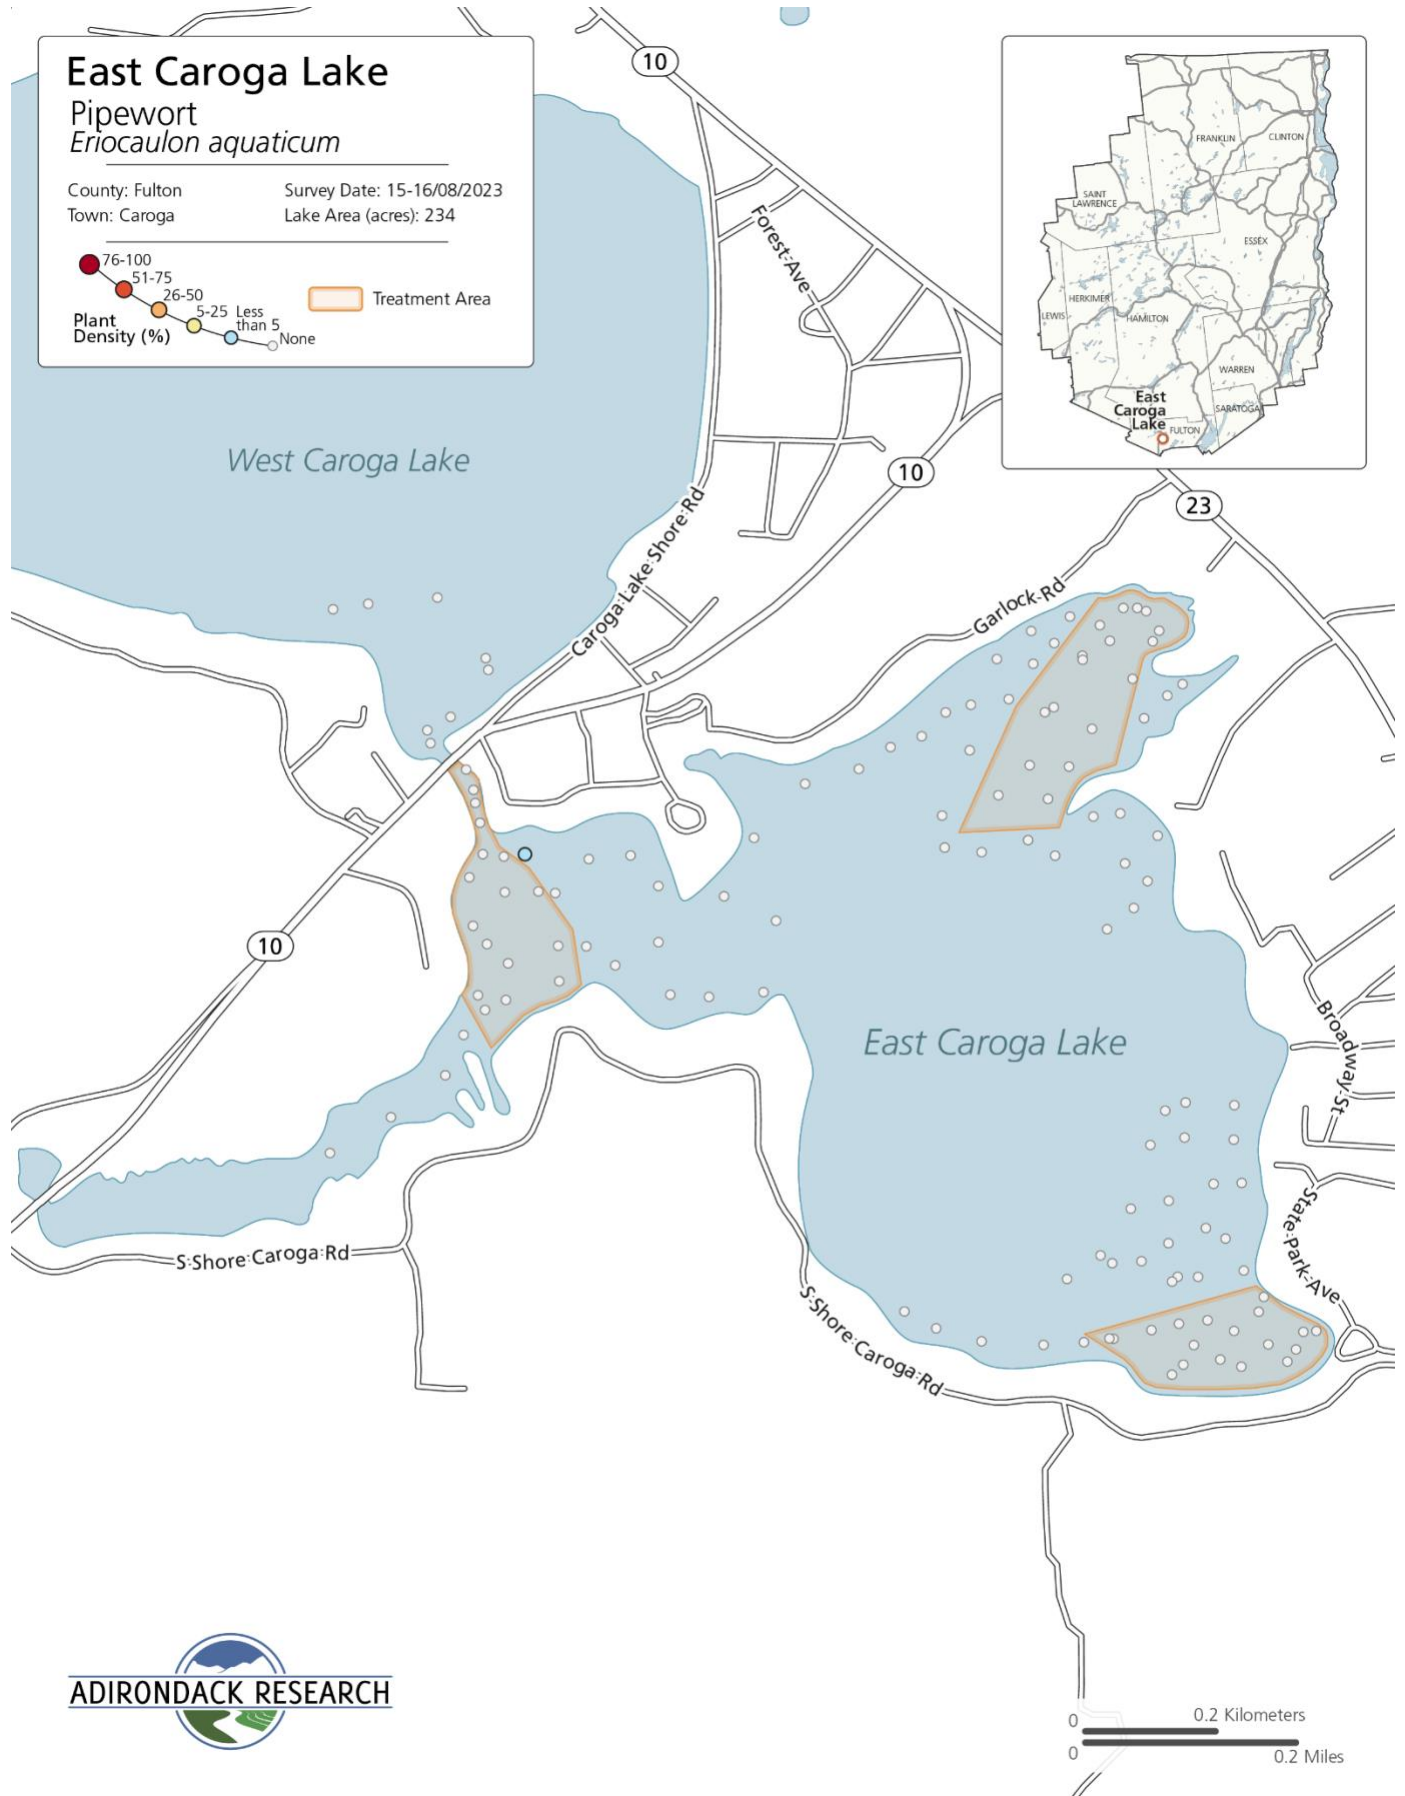 East Caroga Lake
Pipewort
Eriocaulon aquaticum
County: Fulton
Survey Date: 15-16/08/2023
Town: Caroga
Lake Area (acres): 234
76-100
51-75
26-50
5-25
Less
than 5
None
Plant
Density (%)
Treatment Area
10
FRANKLIN
CLINTON
SAINT
LAWRENCE
ESSEX
HERKIMER
LEWIS
HAMILTON
WARREN
East
Caroga
Lake
SARATOGA
FULTON
Forest Ave
West Caroga Lake
10
23
Caroga Lake Shore Rd
Garlock Rd
10
East Caroga Lake
Broadway St
State Park Ave
S Shore Caroga Rd
S Shore Caroga Rd
ADIRONDACK RESEARCH
0
0.2 Kilometers
0
0.2 Miles